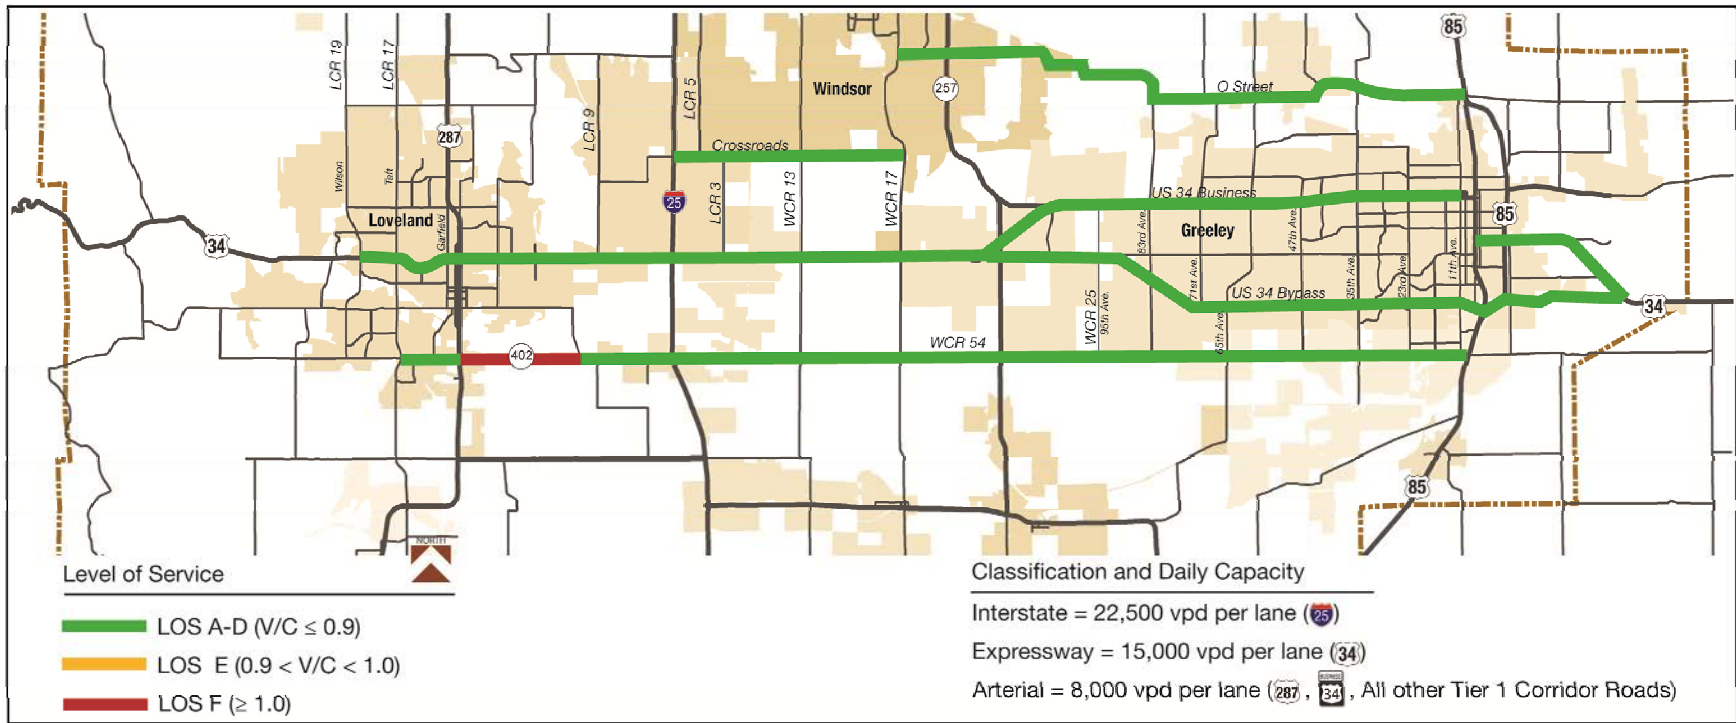 85
LCR 19
LCR 17
LCR 5
Windsor
257
O Street
LCR 9
287
Crossroads
Wilson
Taft
LCR 3
WCR 13
WCR 17
25
US 34 Business
85
Loveland
Garfield
Greeley
83rd Ave.
47th Ave.
34
11th Ave.
71st Ave.
35th Ave.
23rd Ave.
US 34 Bypass
WCR 25
95th Ave.
34
65th Ave.
WCR 54
402
85
NORTH
Level of Service
LOS A-D (V/C ≤ 0.9)
LOS E (0.9 < V/C < 1.0)
LOS F (≥ 1.0)
Classification and Daily Capacity
Interstate = 22,500 vpd per lane (25)
Expressway = 15,000 vpd per lane (34)
Arterial = 8,000 vpd per lane (287, BUSINESS 34, All other Tier 1 Corridor Roads)